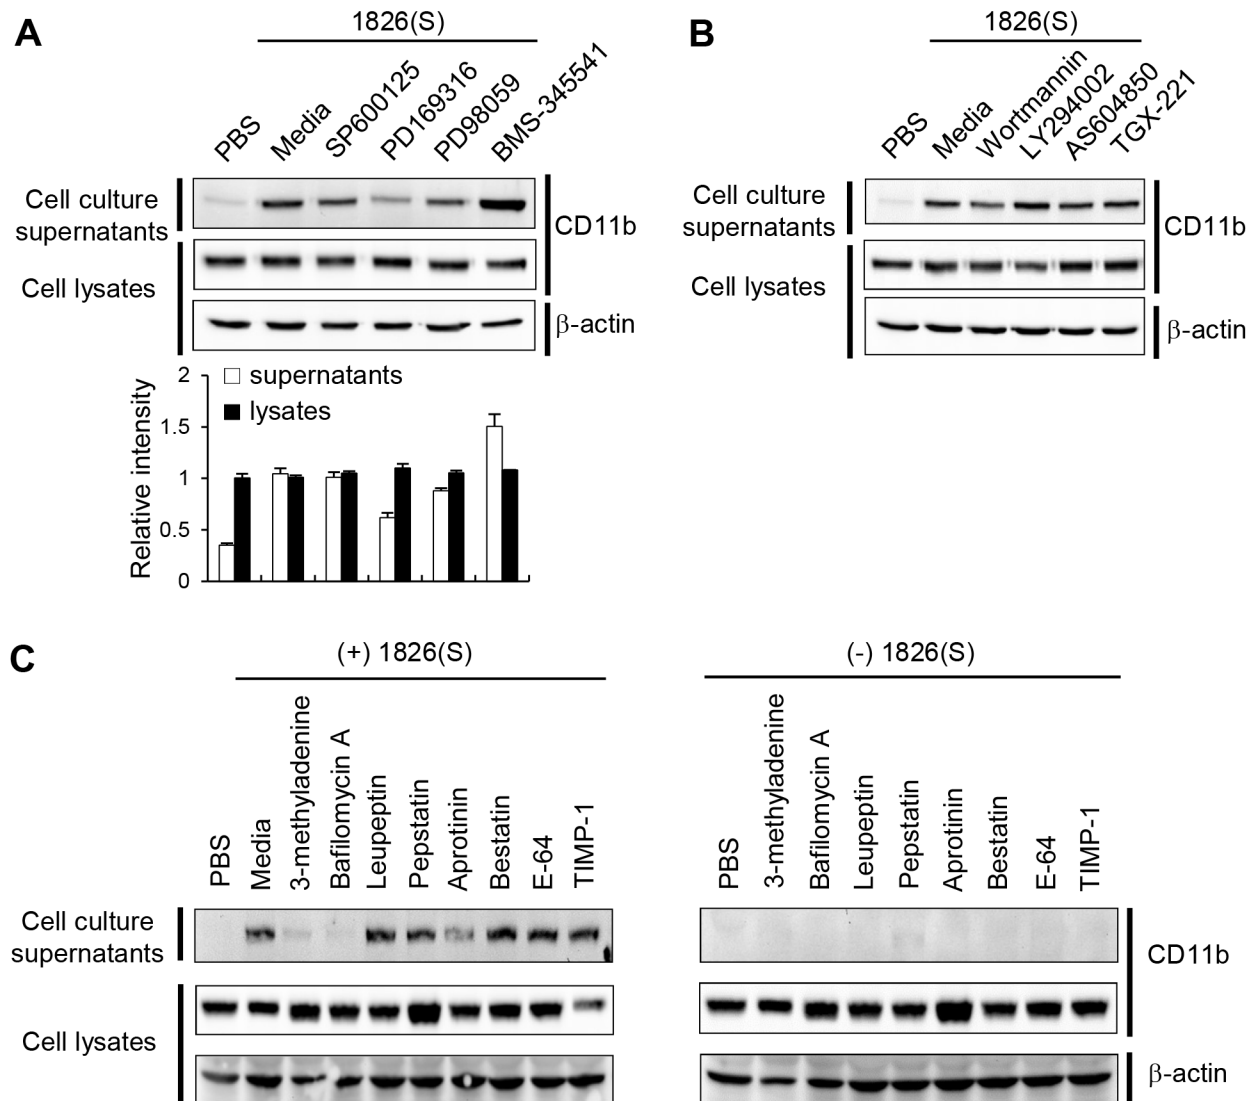 A
1826(S)
PBS
Media
SP600125
PD169316
PD98059
BMS-345541
Cell culture
supernatants
Cell lysates
CD11b
β-actin
Relative intensity
2
1.5
1
0.5
0
supernatants
lysates
B
1826(S)
PBS
Media
Wortmannin
LY294002
AS604850
TGX-221
Cell culture
supernatants
Cell lysates
CD11b
β-actin
C
(+) 1826(S)
PBS
Media
3-methyladenine
Bafilomycin A
Leupeptin
Pepstatin
Aprotinin
Bestatin
E-64
TIMP-1
(-) 1826(S)
PBS
3-methyladenine
Bafilomycin A
Leupeptin
Pepstatin
Aprotinin
Bestatin
E-64
TIMP-1
Cell culture
supernatants
Cell lysates
CD11b
β-actin